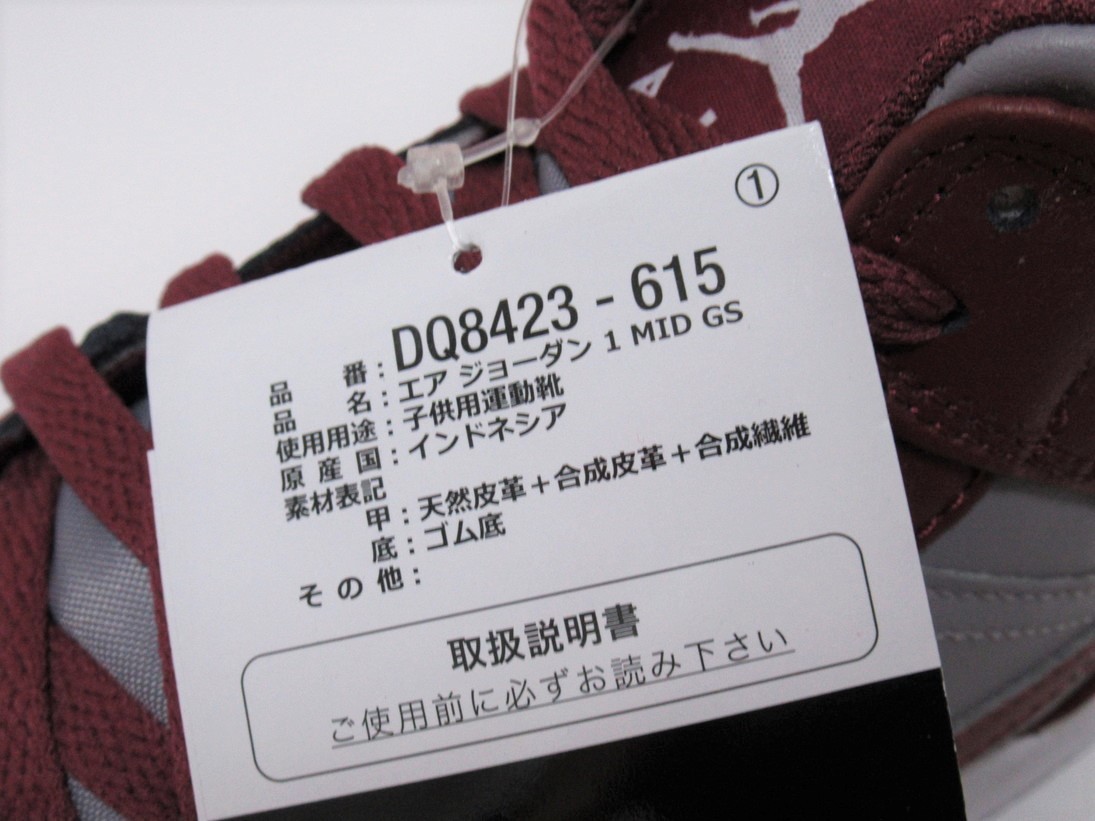 ①
品番：DQ8423 - 615
品名：エア ジョーダン 1 MID GS
使用用途：子供用運動靴
原産国：インドネシア
素材表記
甲：天然皮革＋合成皮革＋合成繊維
底：ゴム底
その他：
取扱説明書
ご使用前に必ずお読み下さい